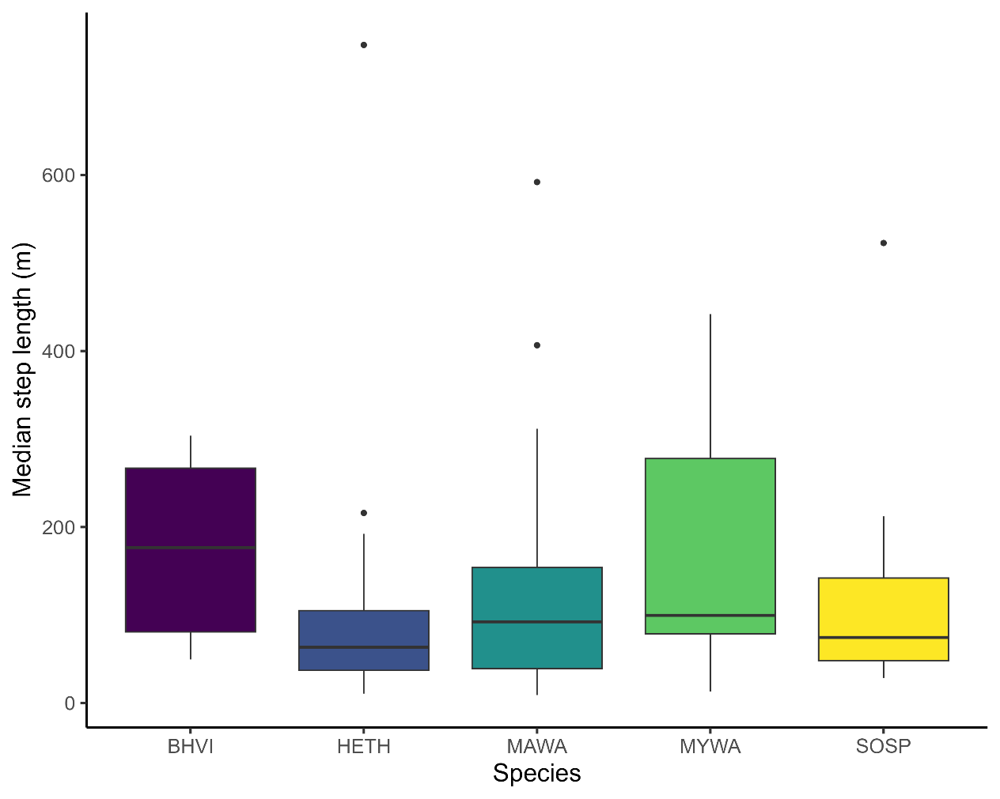 Median step length (m)
600
400
200
0
BHVI HETH MAWA MYWA SOSP
Species